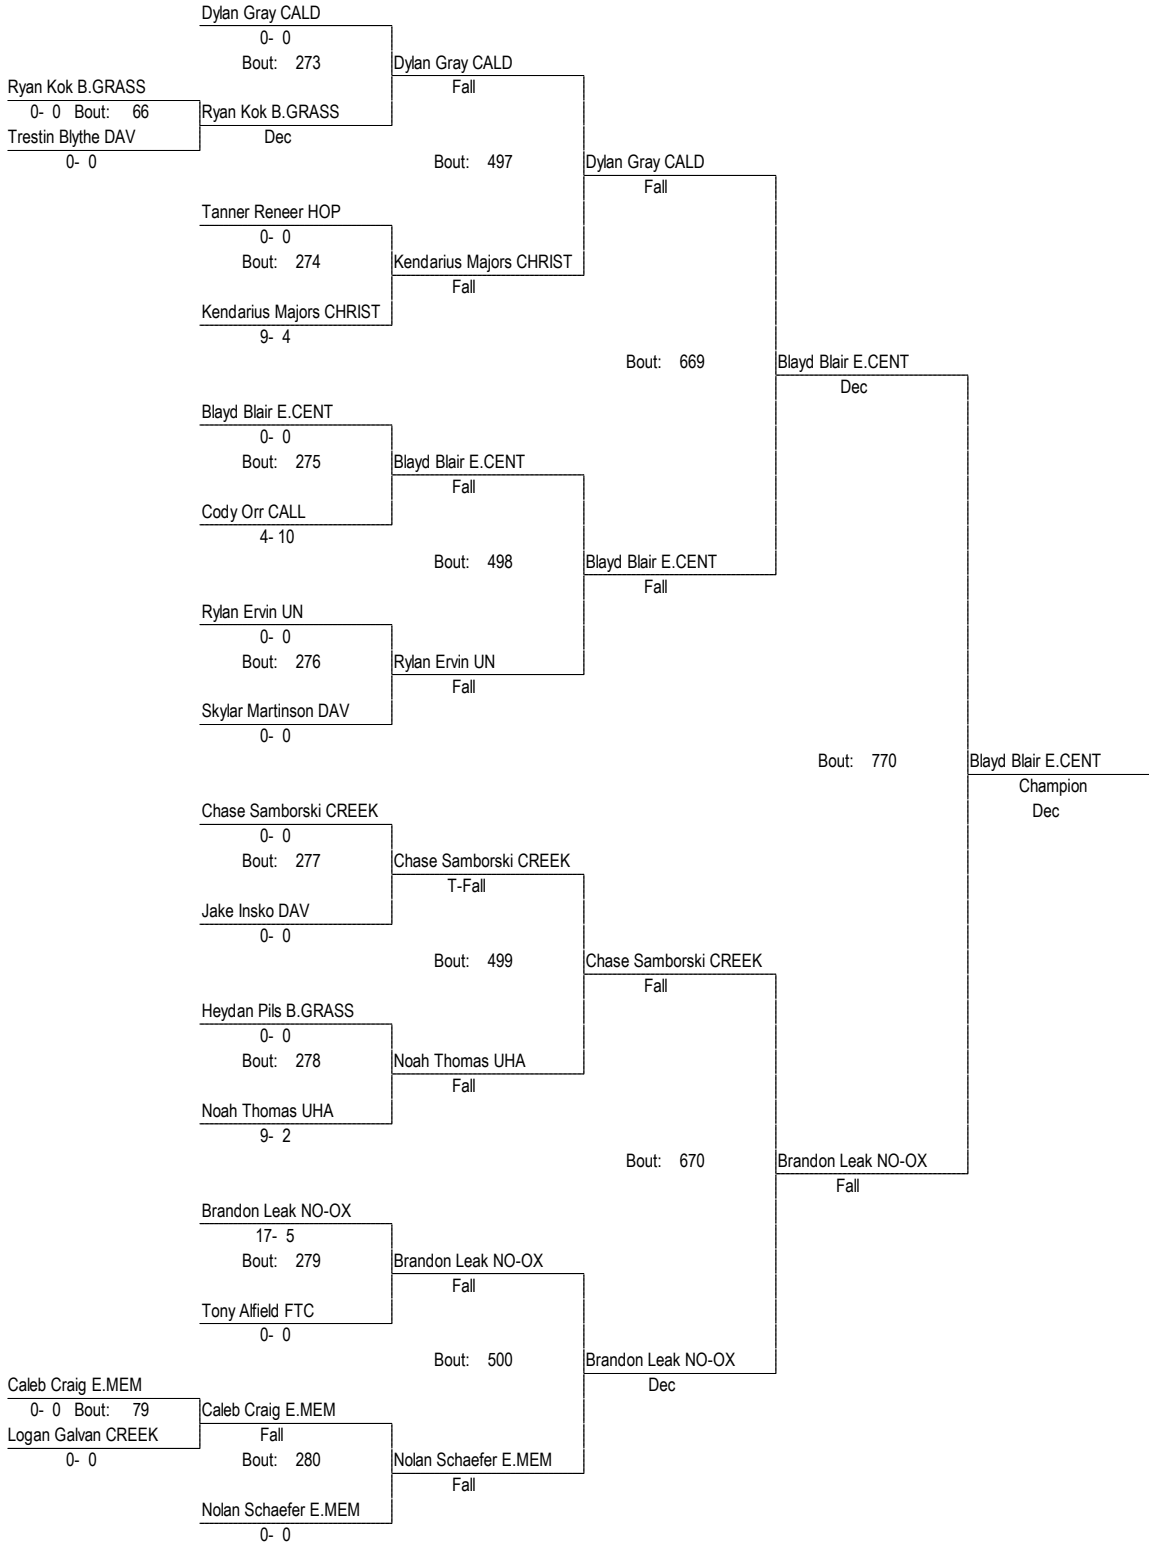 Dylan Gray CALD
0- 0
Bout: 273
Dylan Gray CALD
Fall
Ryan Kok B.GRASS
0- 0 Bout: 66
Ryan Kok B.GRASS
Dec
Trestin Blythe DAV
0- 0
Bout: 497
Dylan Gray CALD
Fall
Tanner Reneer HOP
0- 0
Bout: 274
Kendarius Majors CHRIST
Fall
Kendarius Majors CHRIST
9- 4
Bout: 669
Blayd Blair E.CENT
Dec
Blayd Blair E.CENT
0- 0
Bout: 275
Blayd Blair E.CENT
Fall
Cody Orr CALL
4- 10
Bout: 498
Blayd Blair E.CENT
Fall
Rylan Ervin UN
0- 0
Bout: 276
Rylan Ervin UN
Fall
Skylar Martinson DAV
0- 0
Bout: 770
Blayd Blair E.CENT
Champion
Dec
Chase Samborski CREEK
0- 0
Bout: 277
Chase Samborski CREEK
T-Fall
Jake Insko DAV
0- 0
Bout: 499
Chase Samborski CREEK
Fall
Heydan Pils B.GRASS
0- 0
Bout: 278
Noah Thomas UHA
Fall
Noah Thomas UHA
9- 2
Bout: 670
Brandon Leak NO-OX
Fall
Brandon Leak NO-OX
17- 5
Bout: 279
Brandon Leak NO-OX
Fall
Tony Alfield FTC
0- 0
Bout: 500
Brandon Leak NO-OX
Dec
Caleb Craig E.MEM
0- 0 Bout: 79
Caleb Craig E.MEM
Fall
Logan Galvan CREEK
0- 0
Bout: 280
Nolan Schaefer E.MEM
Fall
Nolan Schaefer E.MEM
0- 0